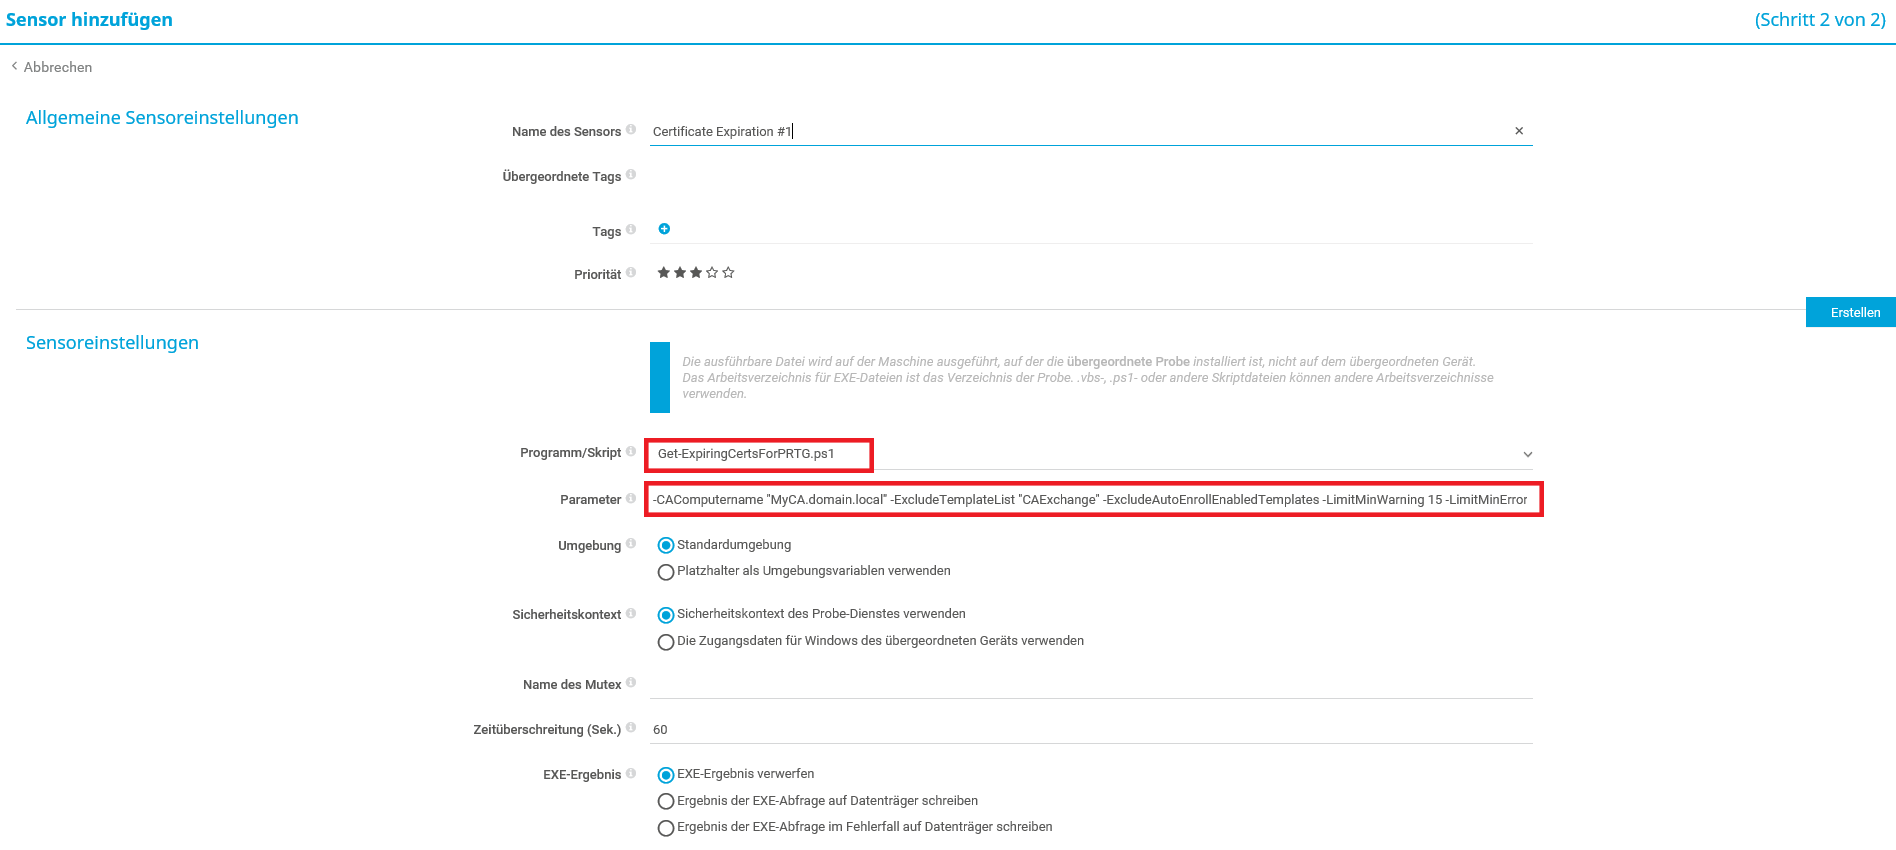 Sensor hinzufügen
(Schritt 2 von 2)
Abbrechen
Allgemeine Sensoreinstellungen
Name des Sensors
Certificate Expiration #1
Übergeordnete Tags
Tags
Priorität
Erstellen
Sensoreinstellungen
Die ausführbare Datei wird auf der Maschine ausgeführt, auf der die übergeordnete Probe installiert ist, nicht auf dem übergeordneten Gerät.
Das Arbeitsverzeichnis für EXE-Dateien ist das Verzeichnis der Probe. .vbs-, .ps1- oder andere Skriptdateien können andere Arbeitsverzeichnisse
verwenden.
Programm/Skript
Get-ExpiringCertsForPRTG.ps1
Parameter
-CAComputername "MyCA.domain.local" -ExcludeTemplateList "CAExchange" -ExcludeAutoEnrollEnabledTemplates -LimitMinWarning 15 -LimitMinError
Umgebung
Standardumgebung
Platzhalter als Umgebungsvariablen verwenden
Sicherheitskontext
Sicherheitskontext des Probe-Dienstes verwenden
Die Zugangsdaten für Windows des übergeordneten Geräts verwenden
Name des Mutex
Zeitüberschreitung (Sek.)
60
EXE-Ergebnis
EXE-Ergebnis verwerfen
Ergebnis der EXE-Abfrage auf Datenträger schreiben
Ergebnis der EXE-Abfrage im Fehlerfall auf Datenträger schreiben